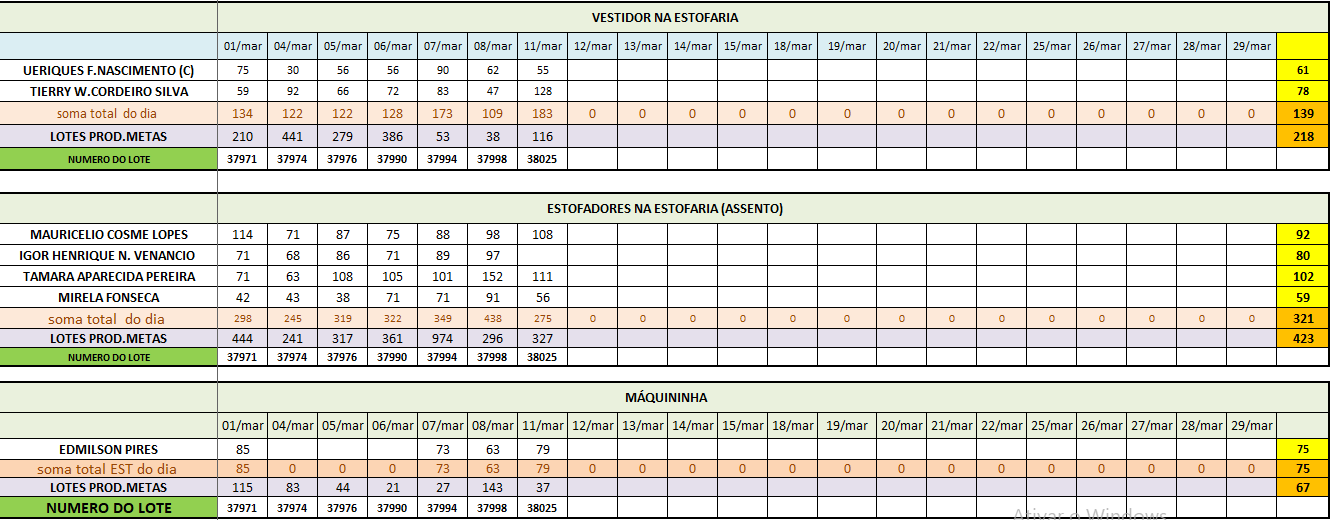 VESTIDOR NA ESTOFARIA
01/mar 04/mar 05/mar 06/mar 07/mar 08/mar 11/mar 12/mar 13/mar 14/mar 15/mar 18/mar 19/mar 20/mar 21/mar 22/mar 25/mar 26/mar 27/mar 28/mar 29/mar
UERIQUES F.NASCIMENTO (C) 75 30 56 56 90 62 55 61
TIERRY W.CORDEIRO SILVA 59 92 66 72 83 47 128 78
soma total do dia 134 122 122 128 173 109 183 0 0 0 0 0 0 0 0 0 0 0 0 0 0 139
LOTES PROD.METAS 210 441 279 386 53 38 116 218
NUMERO DO LOTE 37971 37974 37976 37990 37994 37998 38025
ESTOFADORES NA ESTOFARIA (ASSENTO)
MAURICELIO COSME LOPES 114 71 87 75 88 98 108 92
IGOR HENRIQUE N. VENANCIO 71 68 86 71 89 97 80
TAMARA APARECIDA PEREIRA 71 63 108 105 101 152 111 102
MIRELA FONSECA 42 43 38 71 71 91 56 59
soma total do dia 298 245 319 322 349 438 275 0 0 0 0 0 0 0 0 0 0 0 0 0 0 321
LOTES PROD.METAS 444 241 317 361 974 296 327 423
NUMERO DO LOTE 37971 37974 37976 37990 37994 37998 38025
MÁQUININHA
01/mar 04/mar 05/mar 06/mar 07/mar 08/mar 11/mar 12/mar 13/mar 14/mar 15/mar 18/mar 19/mar 20/mar 21/mar 22/mar 25/mar 26/mar 27/mar 28/mar 29/mar
EDMILSON PIRES 85 73 63 79 75
soma total EST do dia 85 0 0 0 73 63 79 0 0 0 0 0 0 0 0 0 0 0 0 0 0 75
LOTES PROD.METAS 115 83 44 21 27 143 37 67
NUMERO DO LOTE 37971 37974 37976 37990 37994 37998 38025
Ativar o Windows